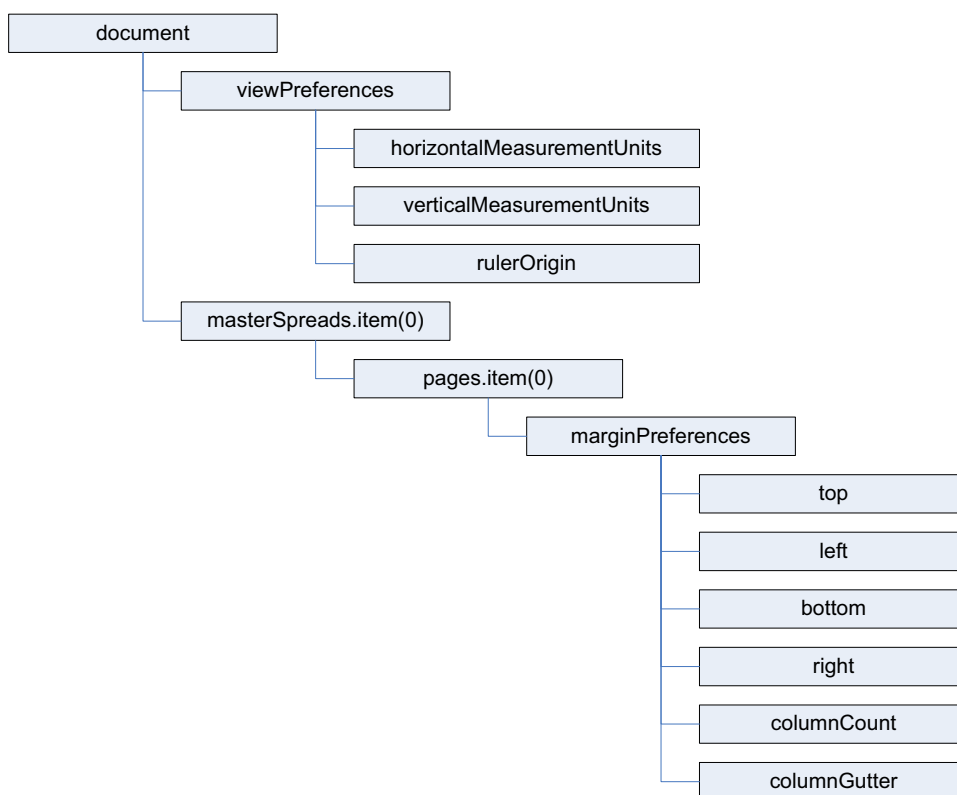 document
viewPreferences
horizontalMeasurementUnits
verticalMeasurementUnits
rulerOrigin
masterSpreads.item(0)
pages.item(0)
marginPreferences
top
left
bottom
right
columnCount
columnGutter